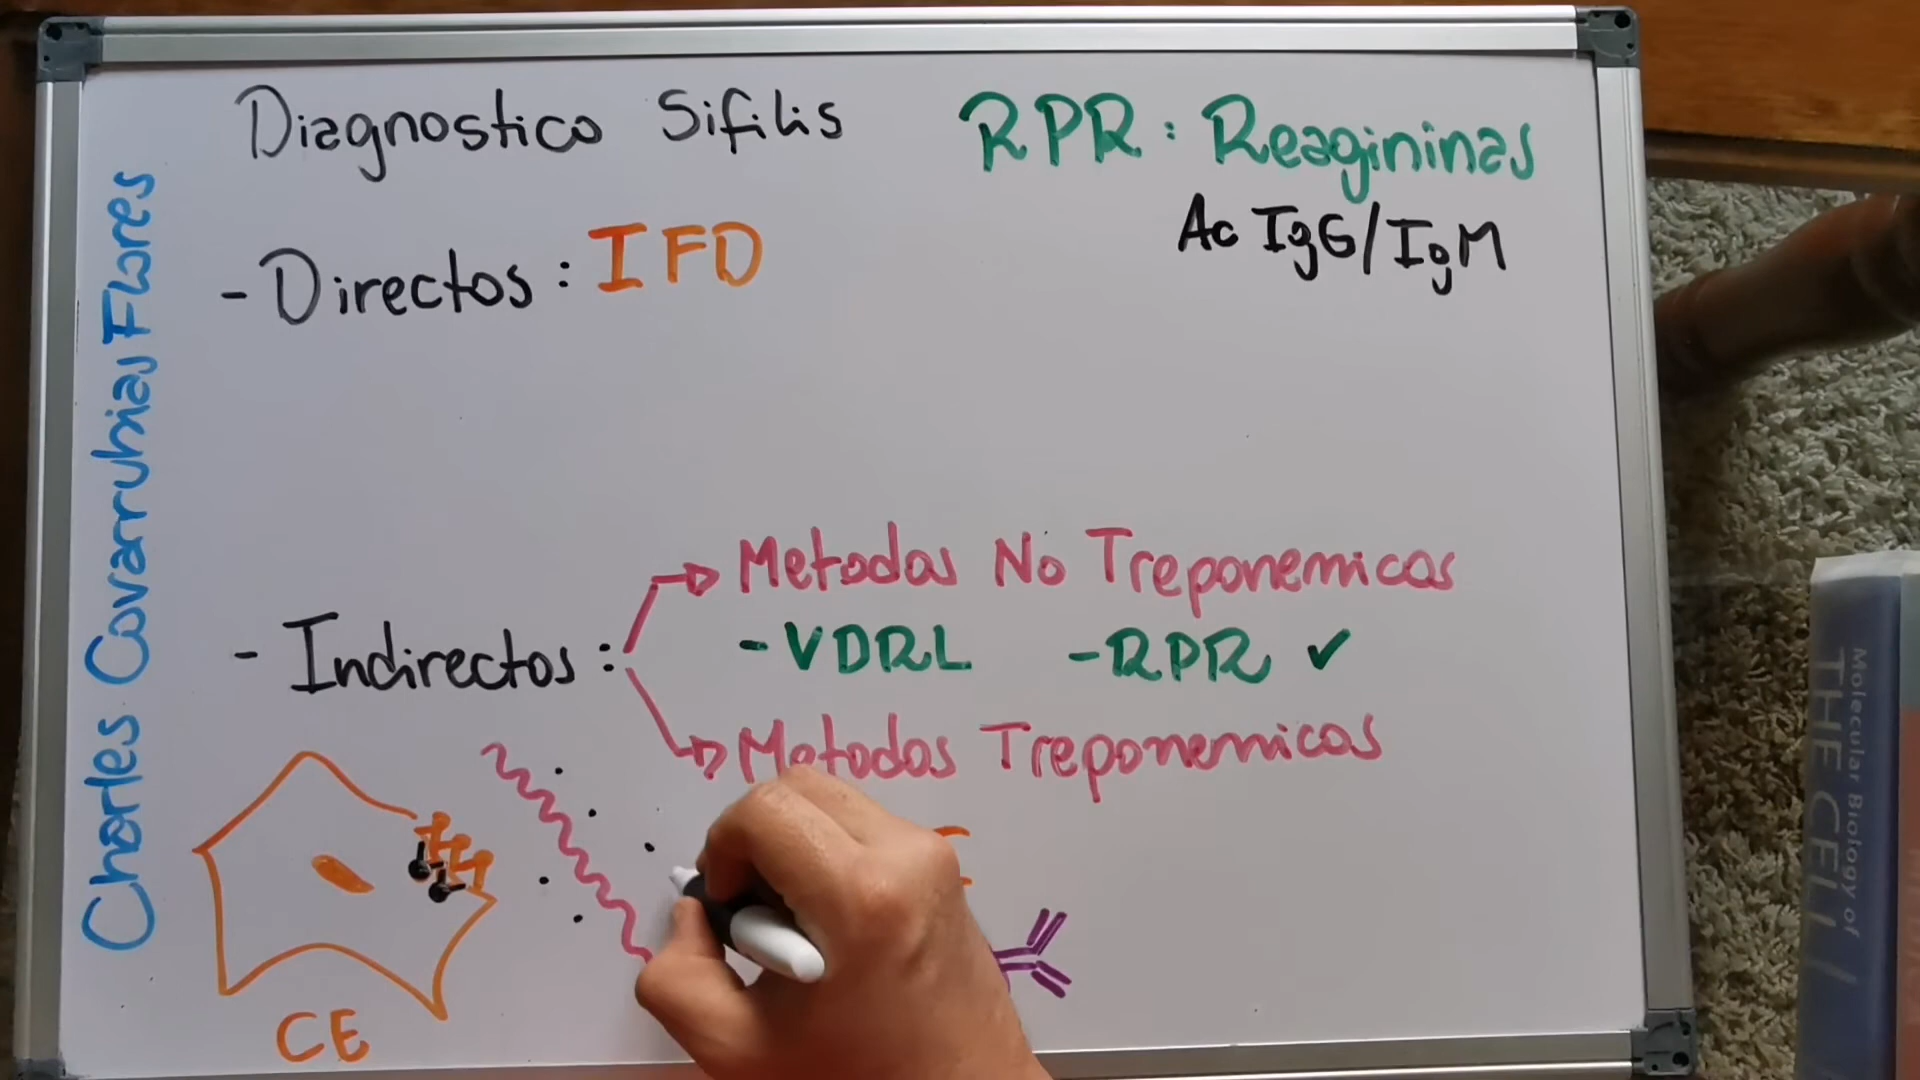 Diagnostico Sifilis
RPR: Reagininas
Ac IgG/IgM
- Directos: IFD
Metodos No Treponemicos
- VDRL - RPR ✓
- Indirectos:
Metodos Treponemicos
CE
Charles Covarrubias Flores
Molecular Biology of
THE CELL